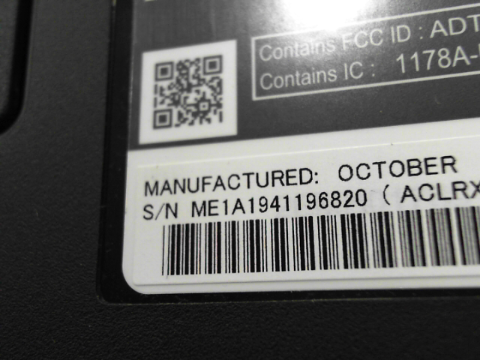 Contains FCC ID : ADT
Contains IC : 1178A-
MANUFACTURED: OCTOBER
S/N ME1A1941196820 ( ACLRX